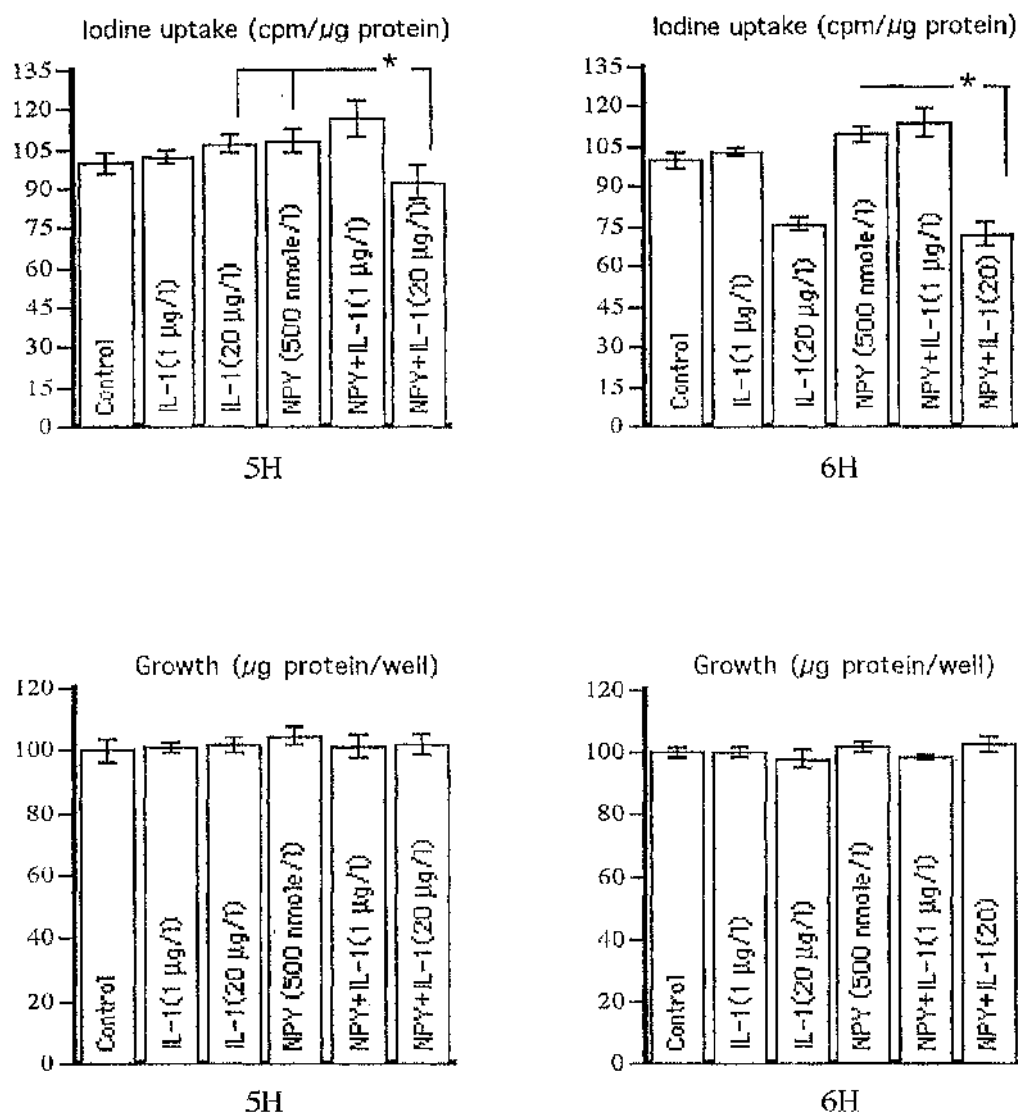 Iodine uptake (cpm/µg protein)
135
120
105
90
75
60
45
30
15
0
Control
IL-1(1 µg/l)
IL-1(20 µg/l)
NPY (500 nmole/l)
NPY+IL-1(1 µg/l)
NPY+IL-1(20 µg/l)
*
5H
Iodine uptake (cpm/µg protein)
135
120
105
90
75
60
45
30
15
0
Control
IL-1(1 µg/l)
IL-1(20 µg/l)
NPY (500 nmole/l)
NPY+IL-1(1 µg/l)
NPY+IL-1(20)
*
6H
Growth (µg protein/well)
120
100
80
60
40
20
0
Control
IL-1(1 µg/l)
IL-1(20 µg/l)
NPY (500 nmole/l)
NPY+IL-1(1 µg/l)
NPY+IL-1(20 µg/l)
5H
Growth (µg protein/well)
120
100
80
60
40
20
0
Control
IL-1(1 µg/l)
IL-1(20 µg/l)
NPY (500 nmole/l)
NPY+IL-1(1 µg/l)
NPY+IL-1(20)
6H